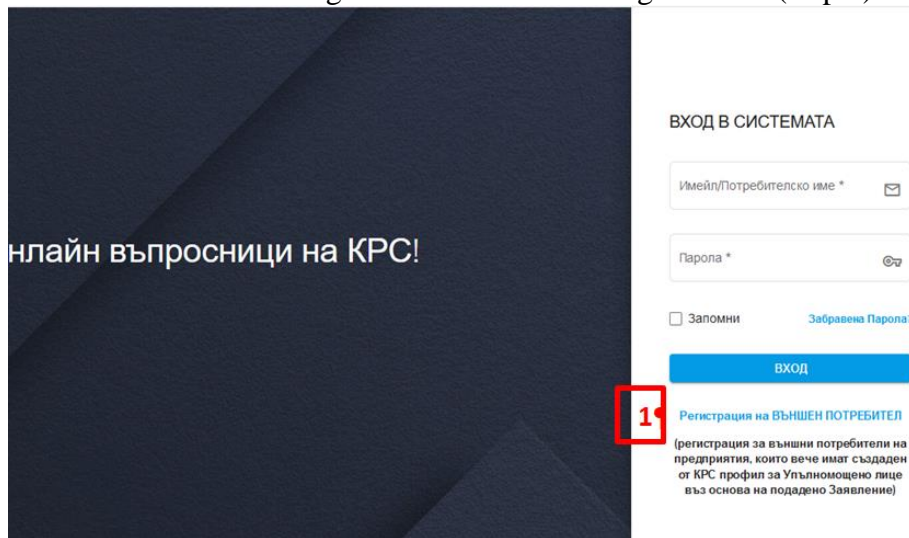 ВХОД В СИСТЕМАТА
Имейл/Потребителско име *
нлайн въпросници на КРС!
Парола *
Запомни
Забравена Парола
ВХОД
1¶
Регистрация на ВЪНШЕН ПОТРЕБИТЕЛ
(регистрация за външни потребители на
предприятия, които вече имат създаден
от КРС профил за Упълномощено лице
въз основа на подадено Заявление)